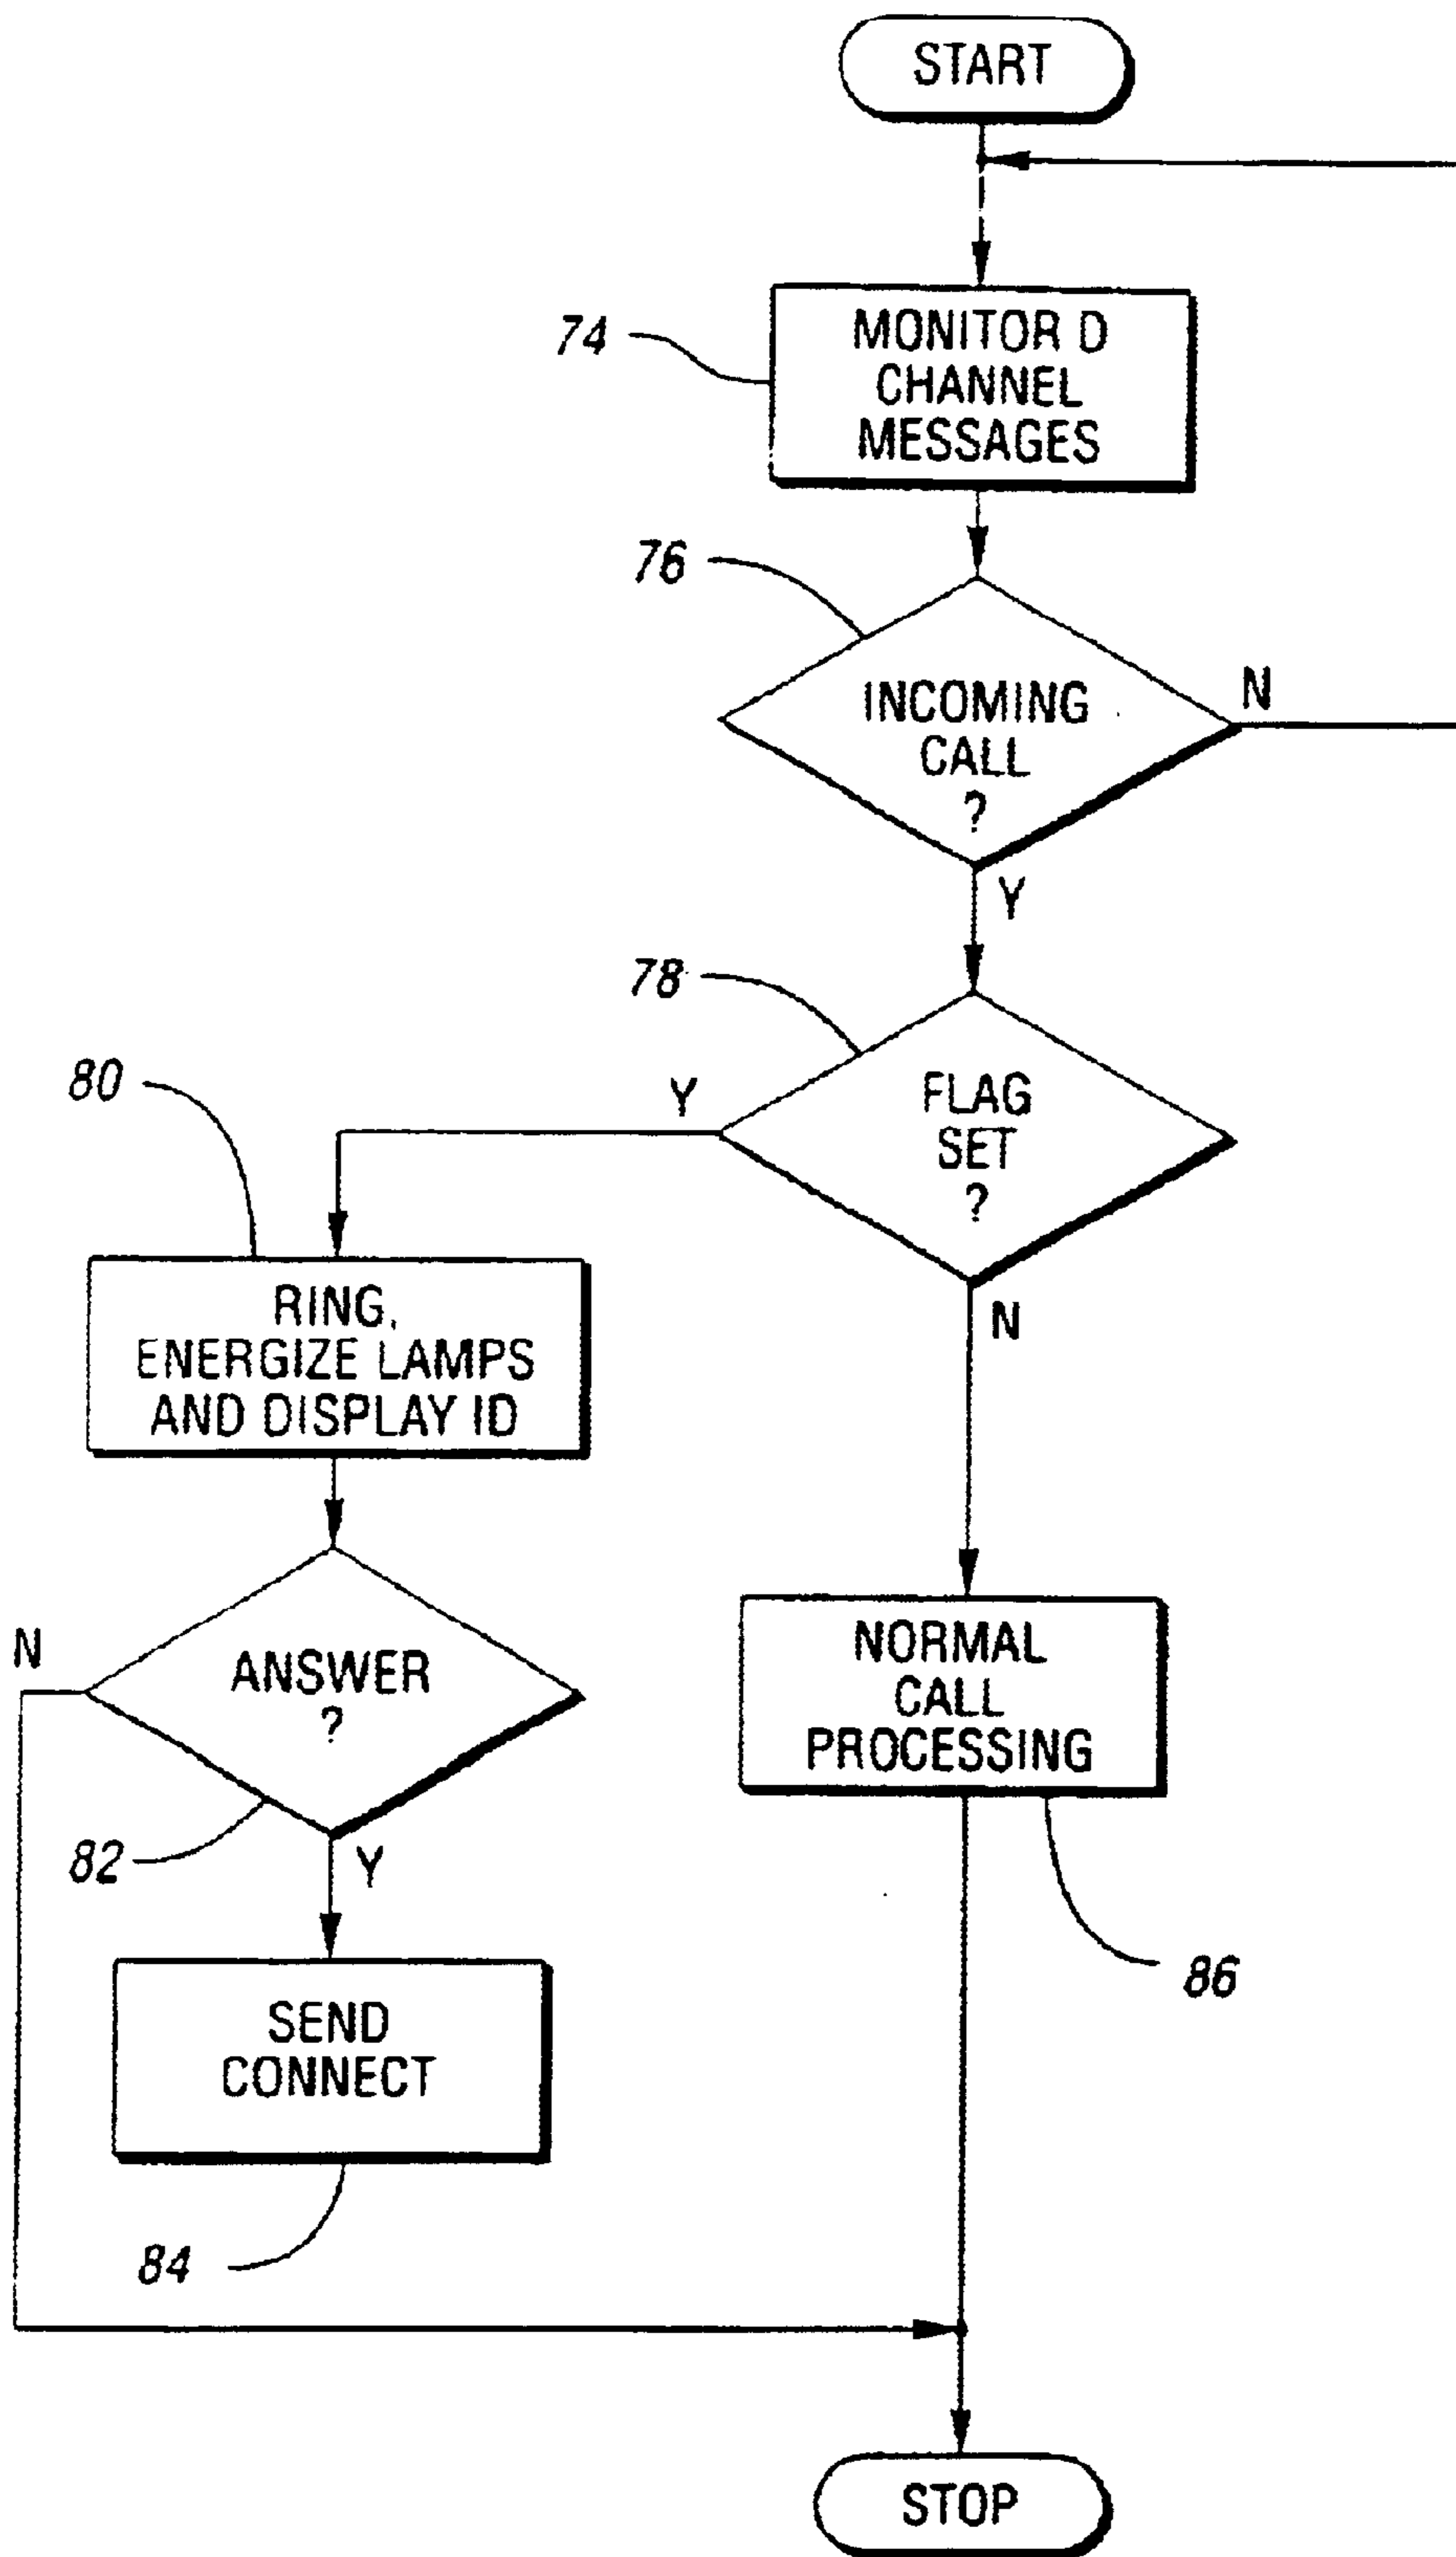 START
74
MONITOR D
CHANNEL
MESSAGES
76
INCOMING
CALL
?
N
Y
78
FLAG
SET
?
Y
N
80
RING,
ENERGIZE LAMPS
AND DISPLAY ID
N
ANSWER
?
82
Y
NORMAL
CALL
PROCESSING
86
SEND
CONNECT
84
STOP